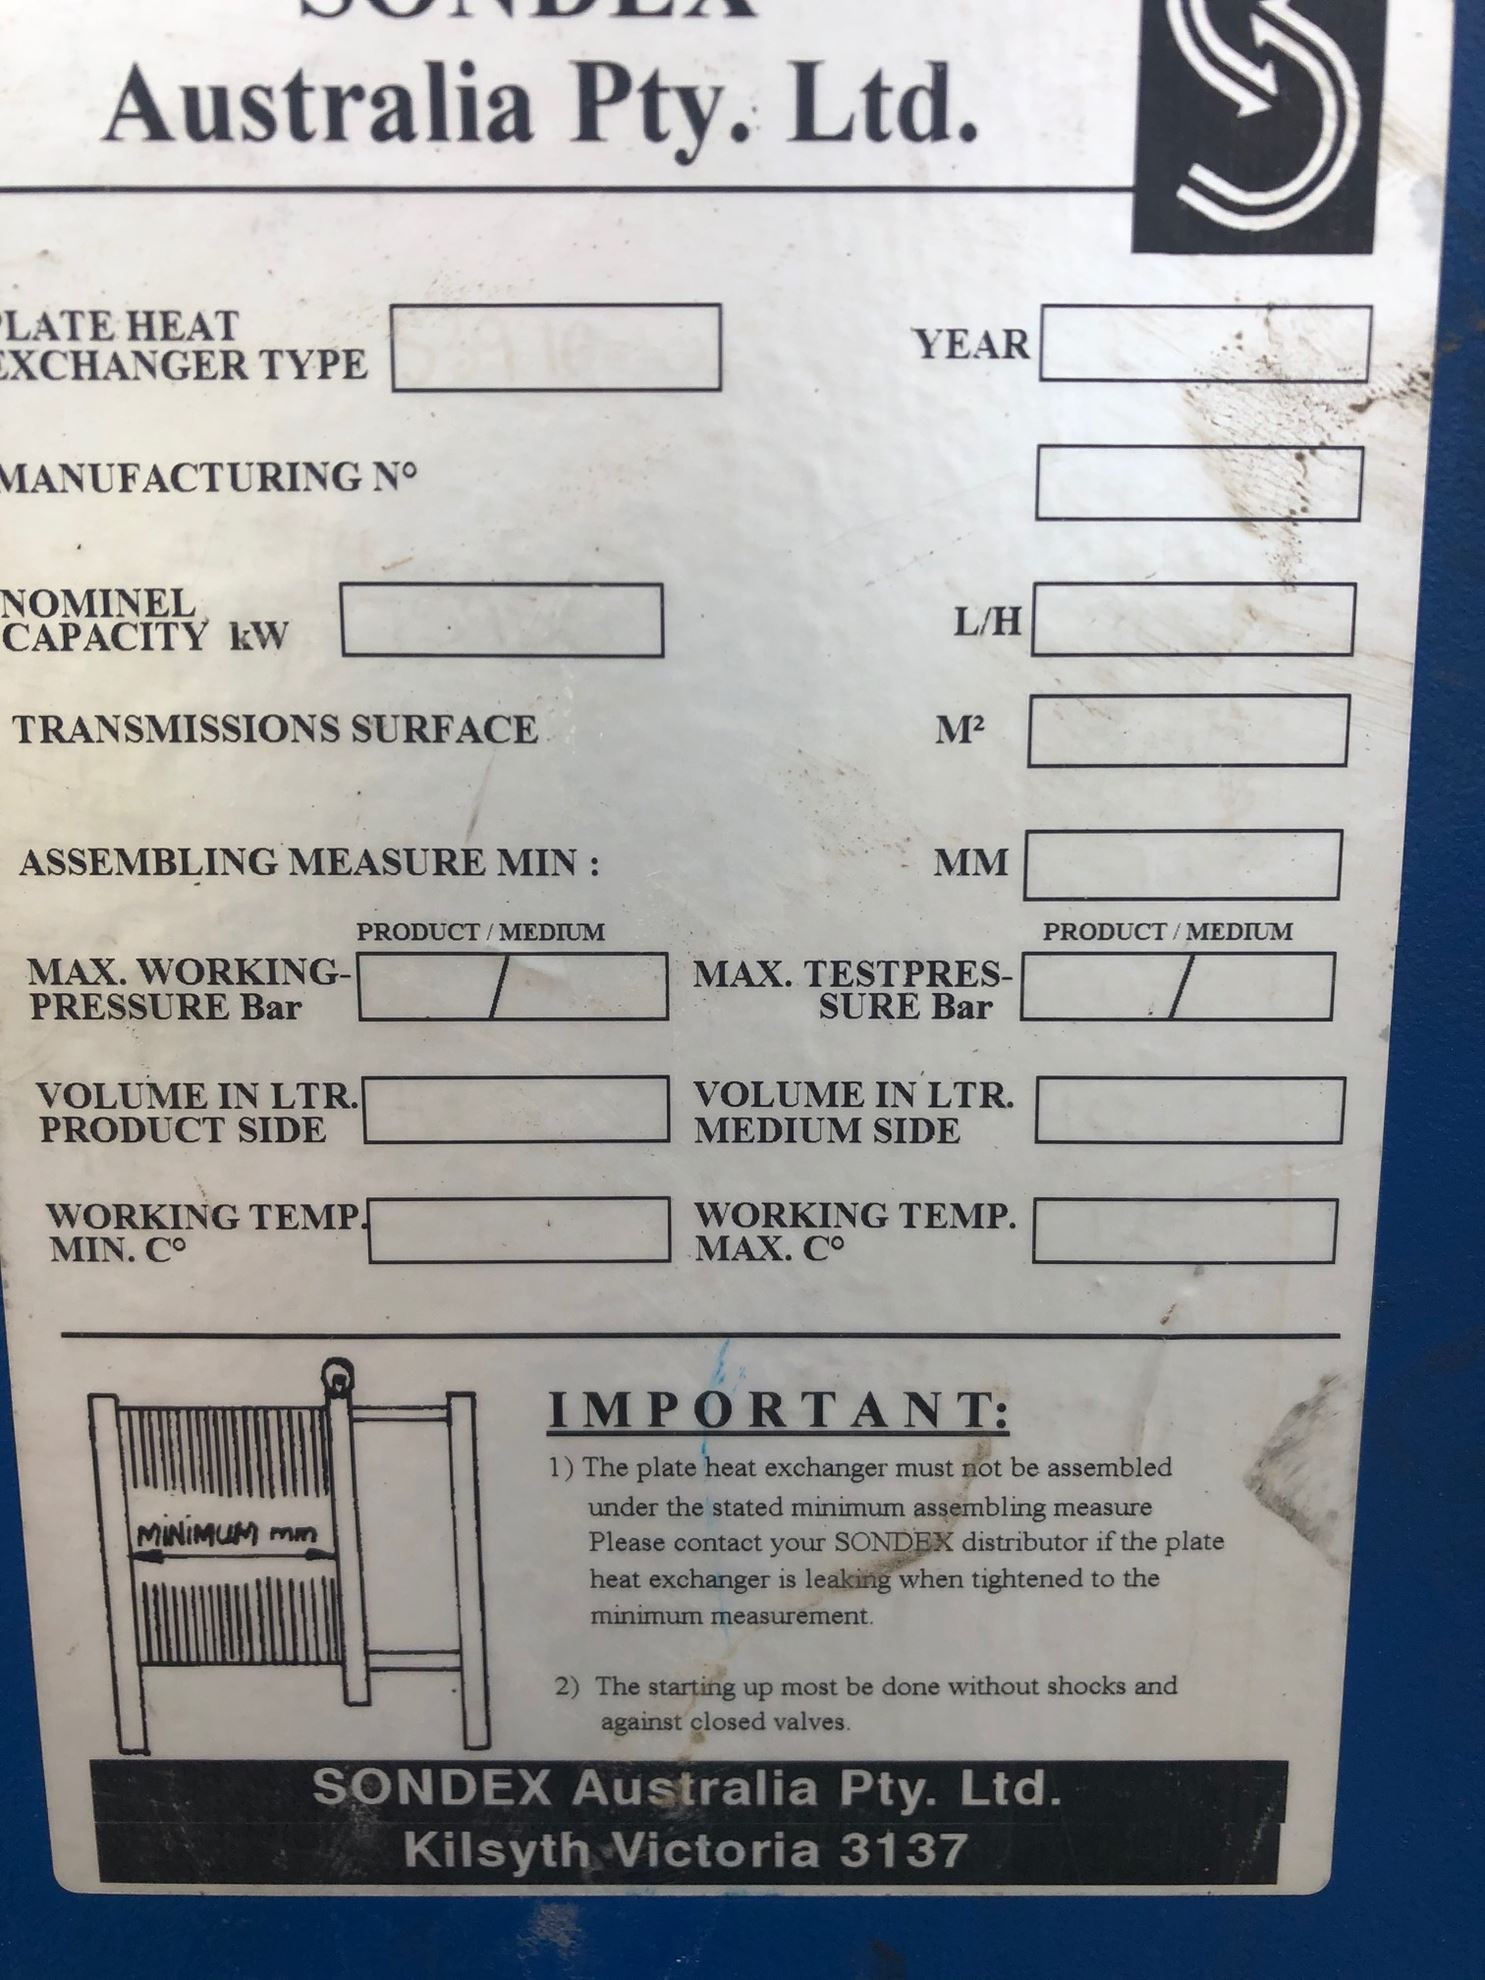 SONDEX
Australia Pty. Ltd.
PLATE HEAT
EXCHANGER TYPE
YEAR
MANUFACTURING Nº
NOMINEL
CAPACITY kW
L/H
TRANSMISSIONS SURFACE
M²
ASSEMBLING MEASURE MIN :
MM
PRODUCT / MEDIUM
PRODUCT / MEDIUM
MAX. WORKING-
PRESSURE Bar
/
MAX. TESTPRES-
SURE Bar
/
VOLUME IN LTR.
PRODUCT SIDE
VOLUME IN LTR.
MEDIUM SIDE
WORKING TEMP.
MIN. Cº
WORKING TEMP.
MAX. Cº
MINIMUM mm
IMPORTANT:
1) The plate heat exchanger must not be assembled
under the stated minimum assembling measure
Please contact your SONDEX distributor if the plate
heat exchanger is leaking when tightened to the
minimum measurement.
2) The starting up most be done without shocks and
against closed valves.
SONDEX Australia Pty. Ltd.
Kilsyth Victoria 3137